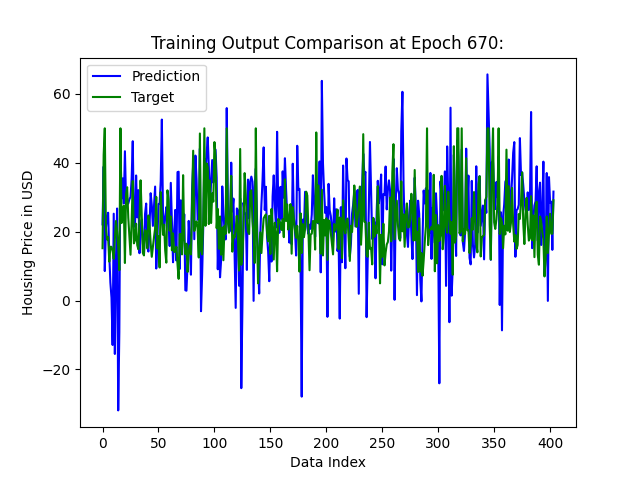 Training Output Comparison at Epoch 670:
Prediction
Target
60
40
20
0
−20
Housing Price in USD
0 50 100 150 200 250 300 350 400
Data Index